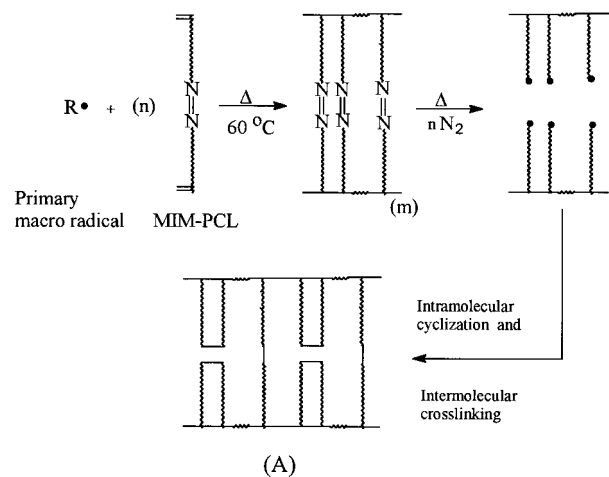 N N N N
R• + (n) Δ Δ
N N N N
60 °C n N₂
Primary
macro radical MIM-PCL (m)
Intramolecular
cyclization and
Intermolecular
crosslinking
(A)